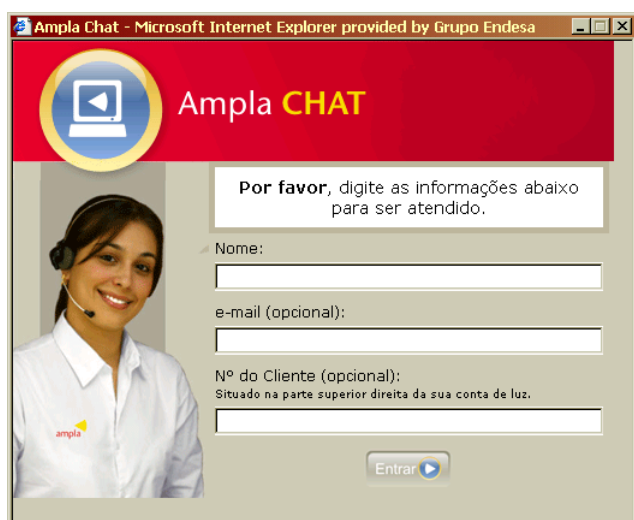 Ampla Chat - Microsoft Internet Explorer provided by Grupo Endesa
Ampla CHAT
Por favor, digite as informações abaixo
para ser atendido.
Nome:
e-mail (opcional):
Nº do Cliente (opcional):
Situado na parte superior direita da sua conta de luz.
ampla
Entrar